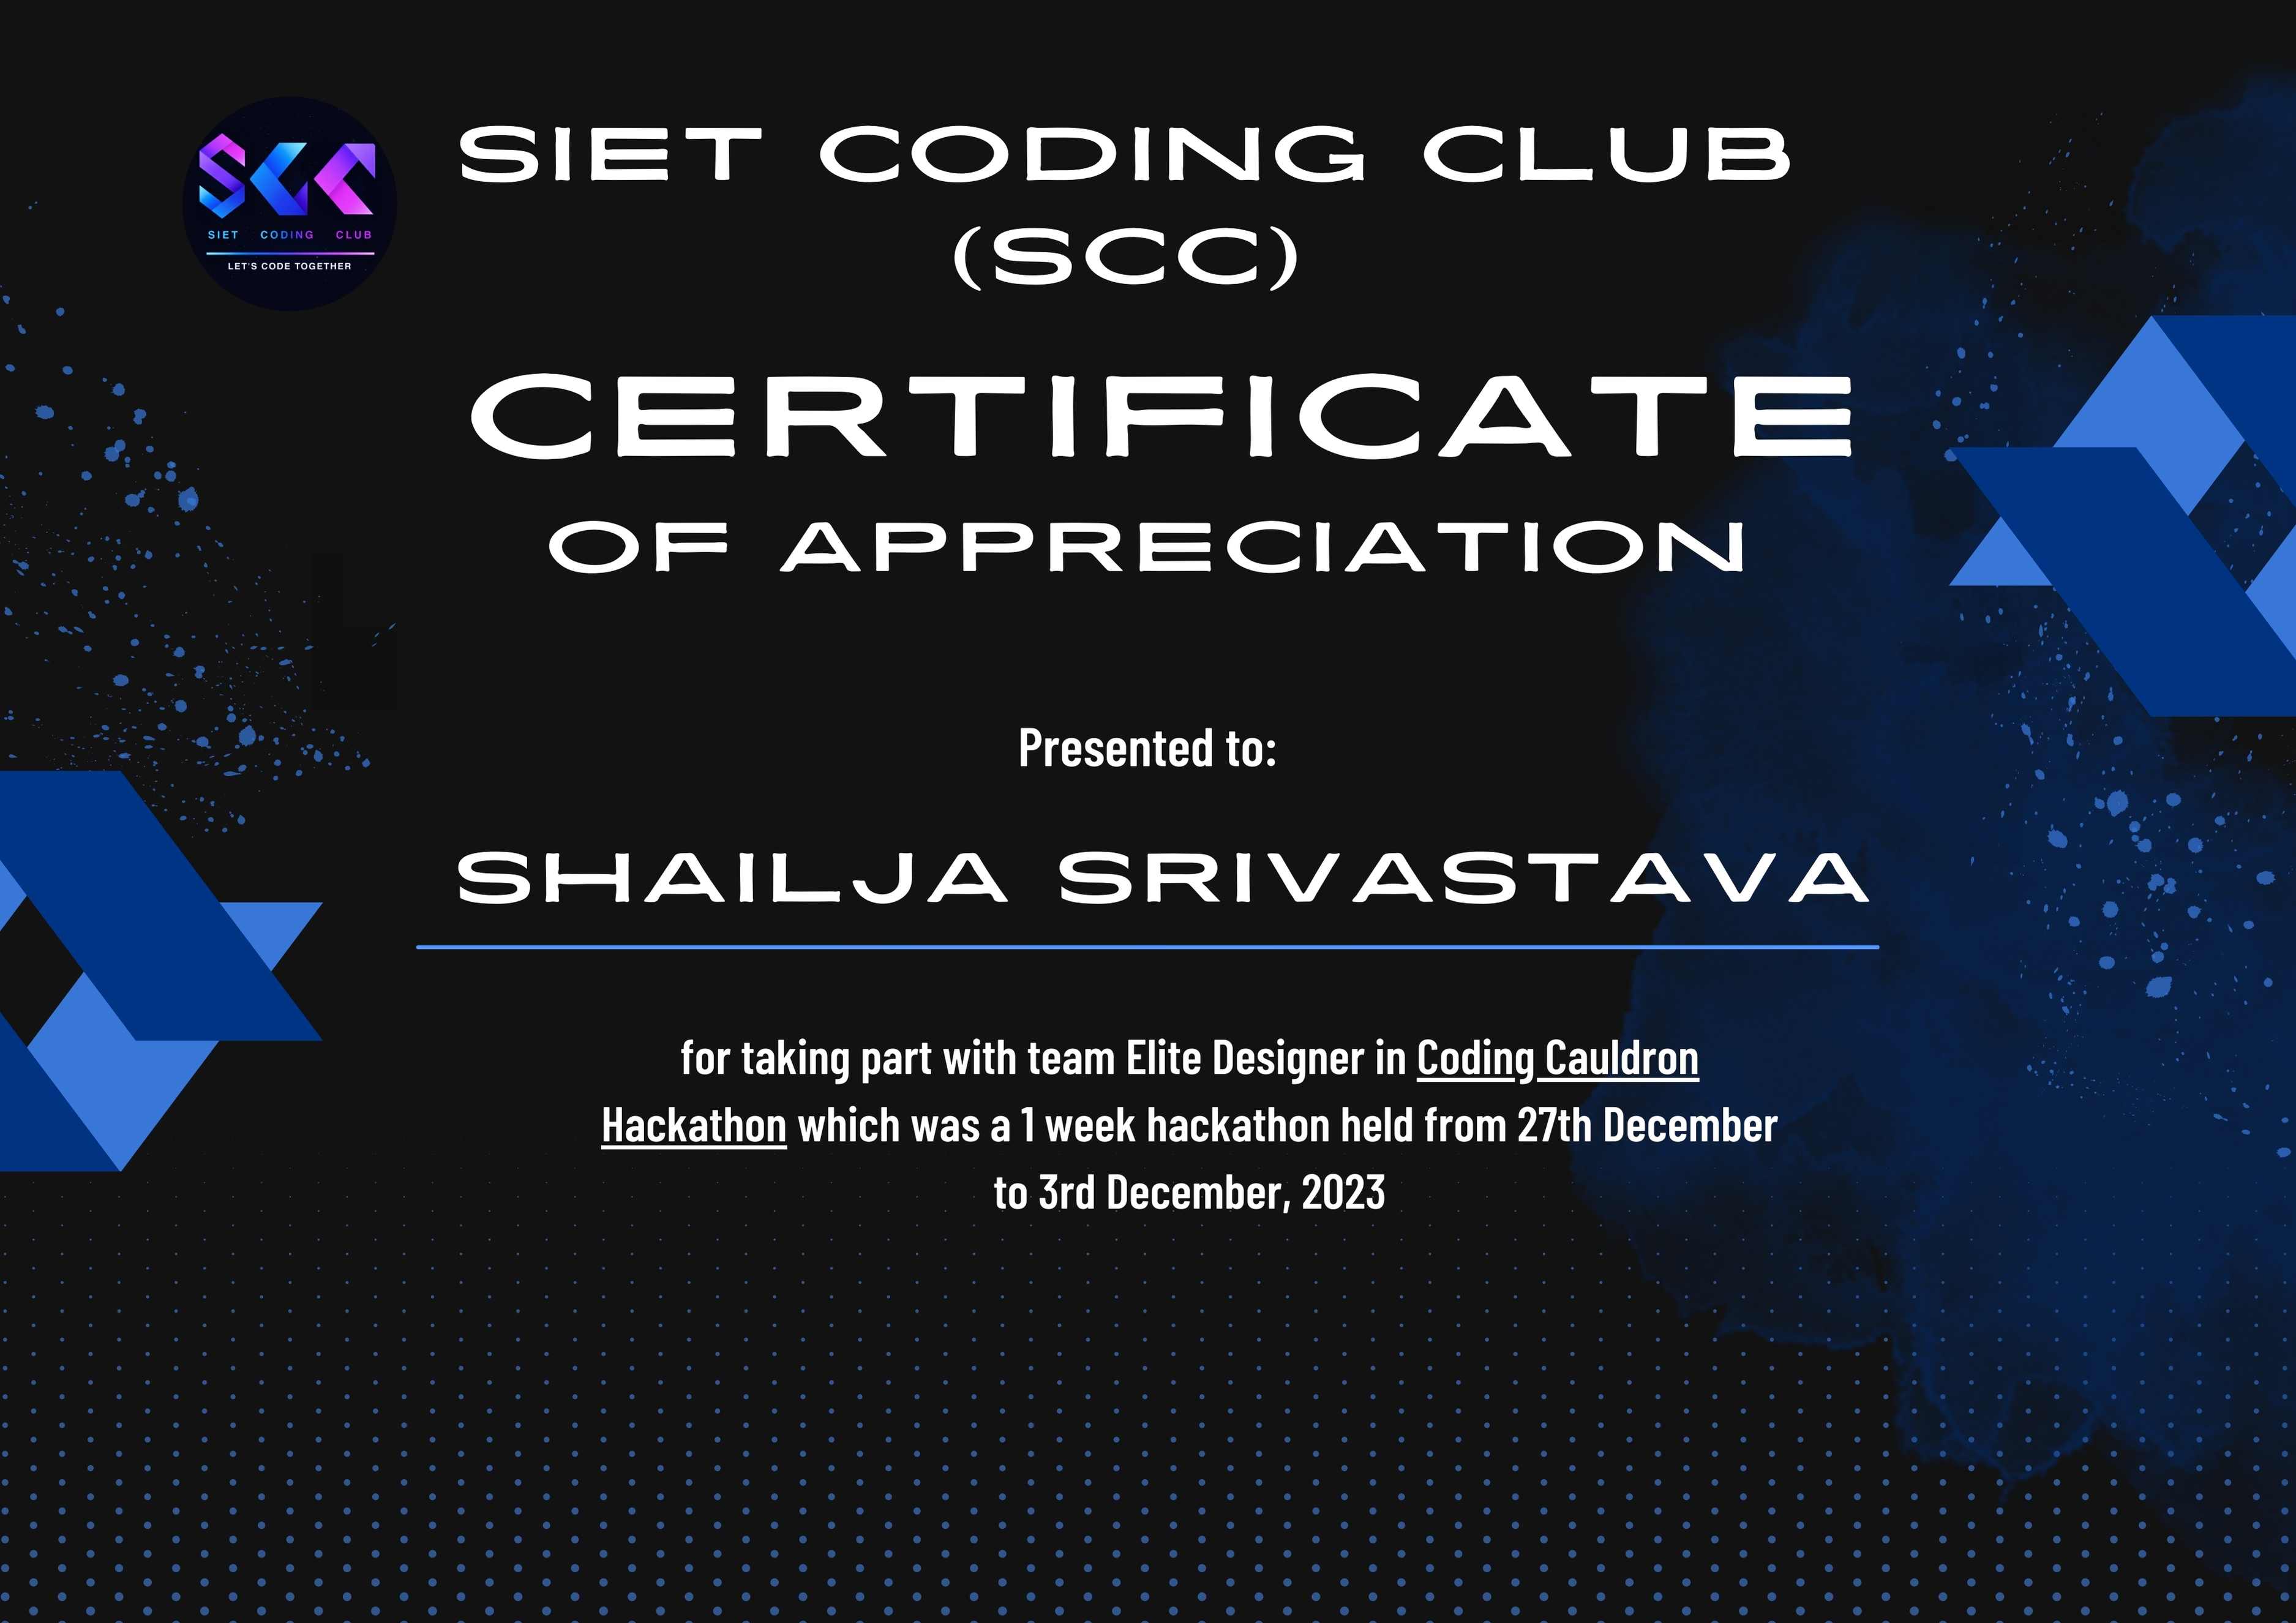 SCC
SIET CODING CLUB
LET'S CODE TOGETHER
SIET CODING CLUB
(SCC)
CERTIFICATE
OF APPRECIATION
Presented to:
SHAILJA SRIVASTAVA
for taking part with team Elite Designer in Coding Cauldron
Hackathon which was a 1 week hackathon held from 27th December
to 3rd December, 2023